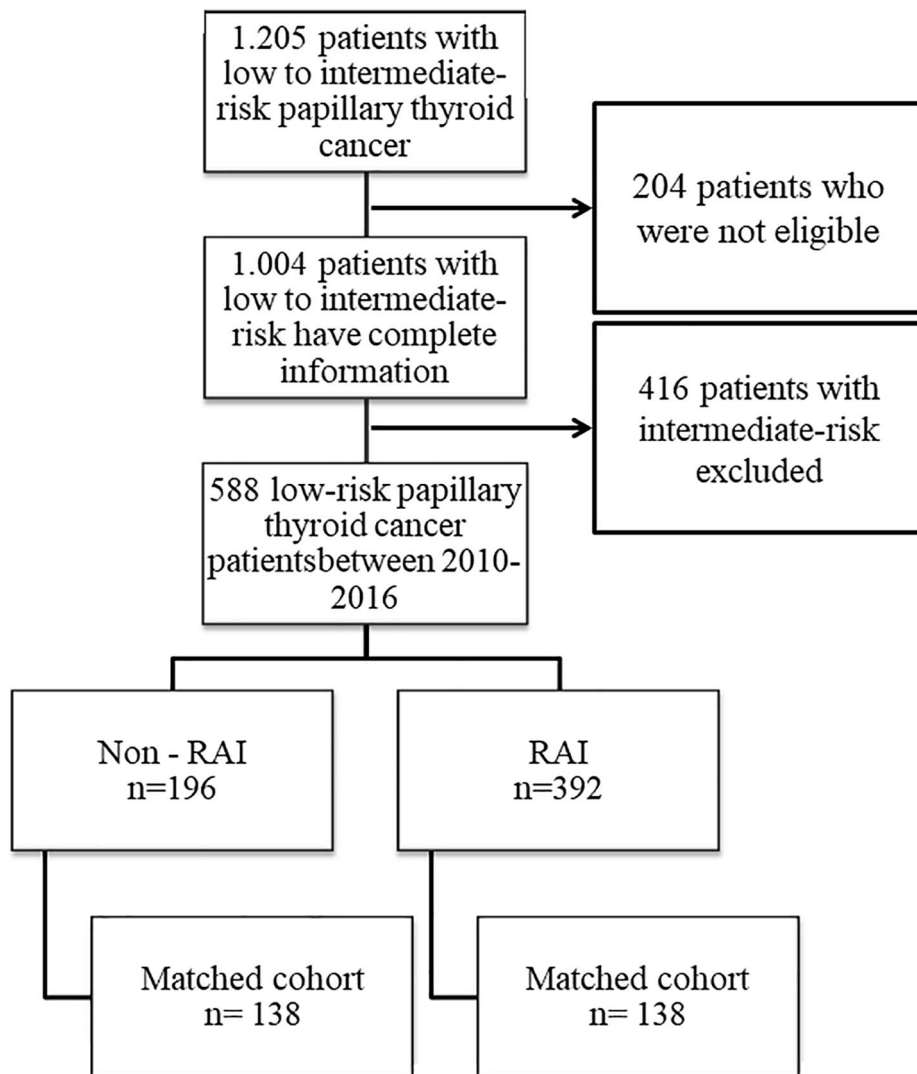 1.205 patients with
low to intermediate-
risk papillary thyroid
cancer
204 patients who
were not eligible
1.004 patients with
low to intermediate-
risk have complete
information
416 patients with
intermediate-risk
excluded
588 low-risk papillary
thyroid cancer
patientsbetween 2010-
2016
Non - RAI
n=196
RAI
n=392
Matched cohort
n= 138
Matched cohort
n= 138